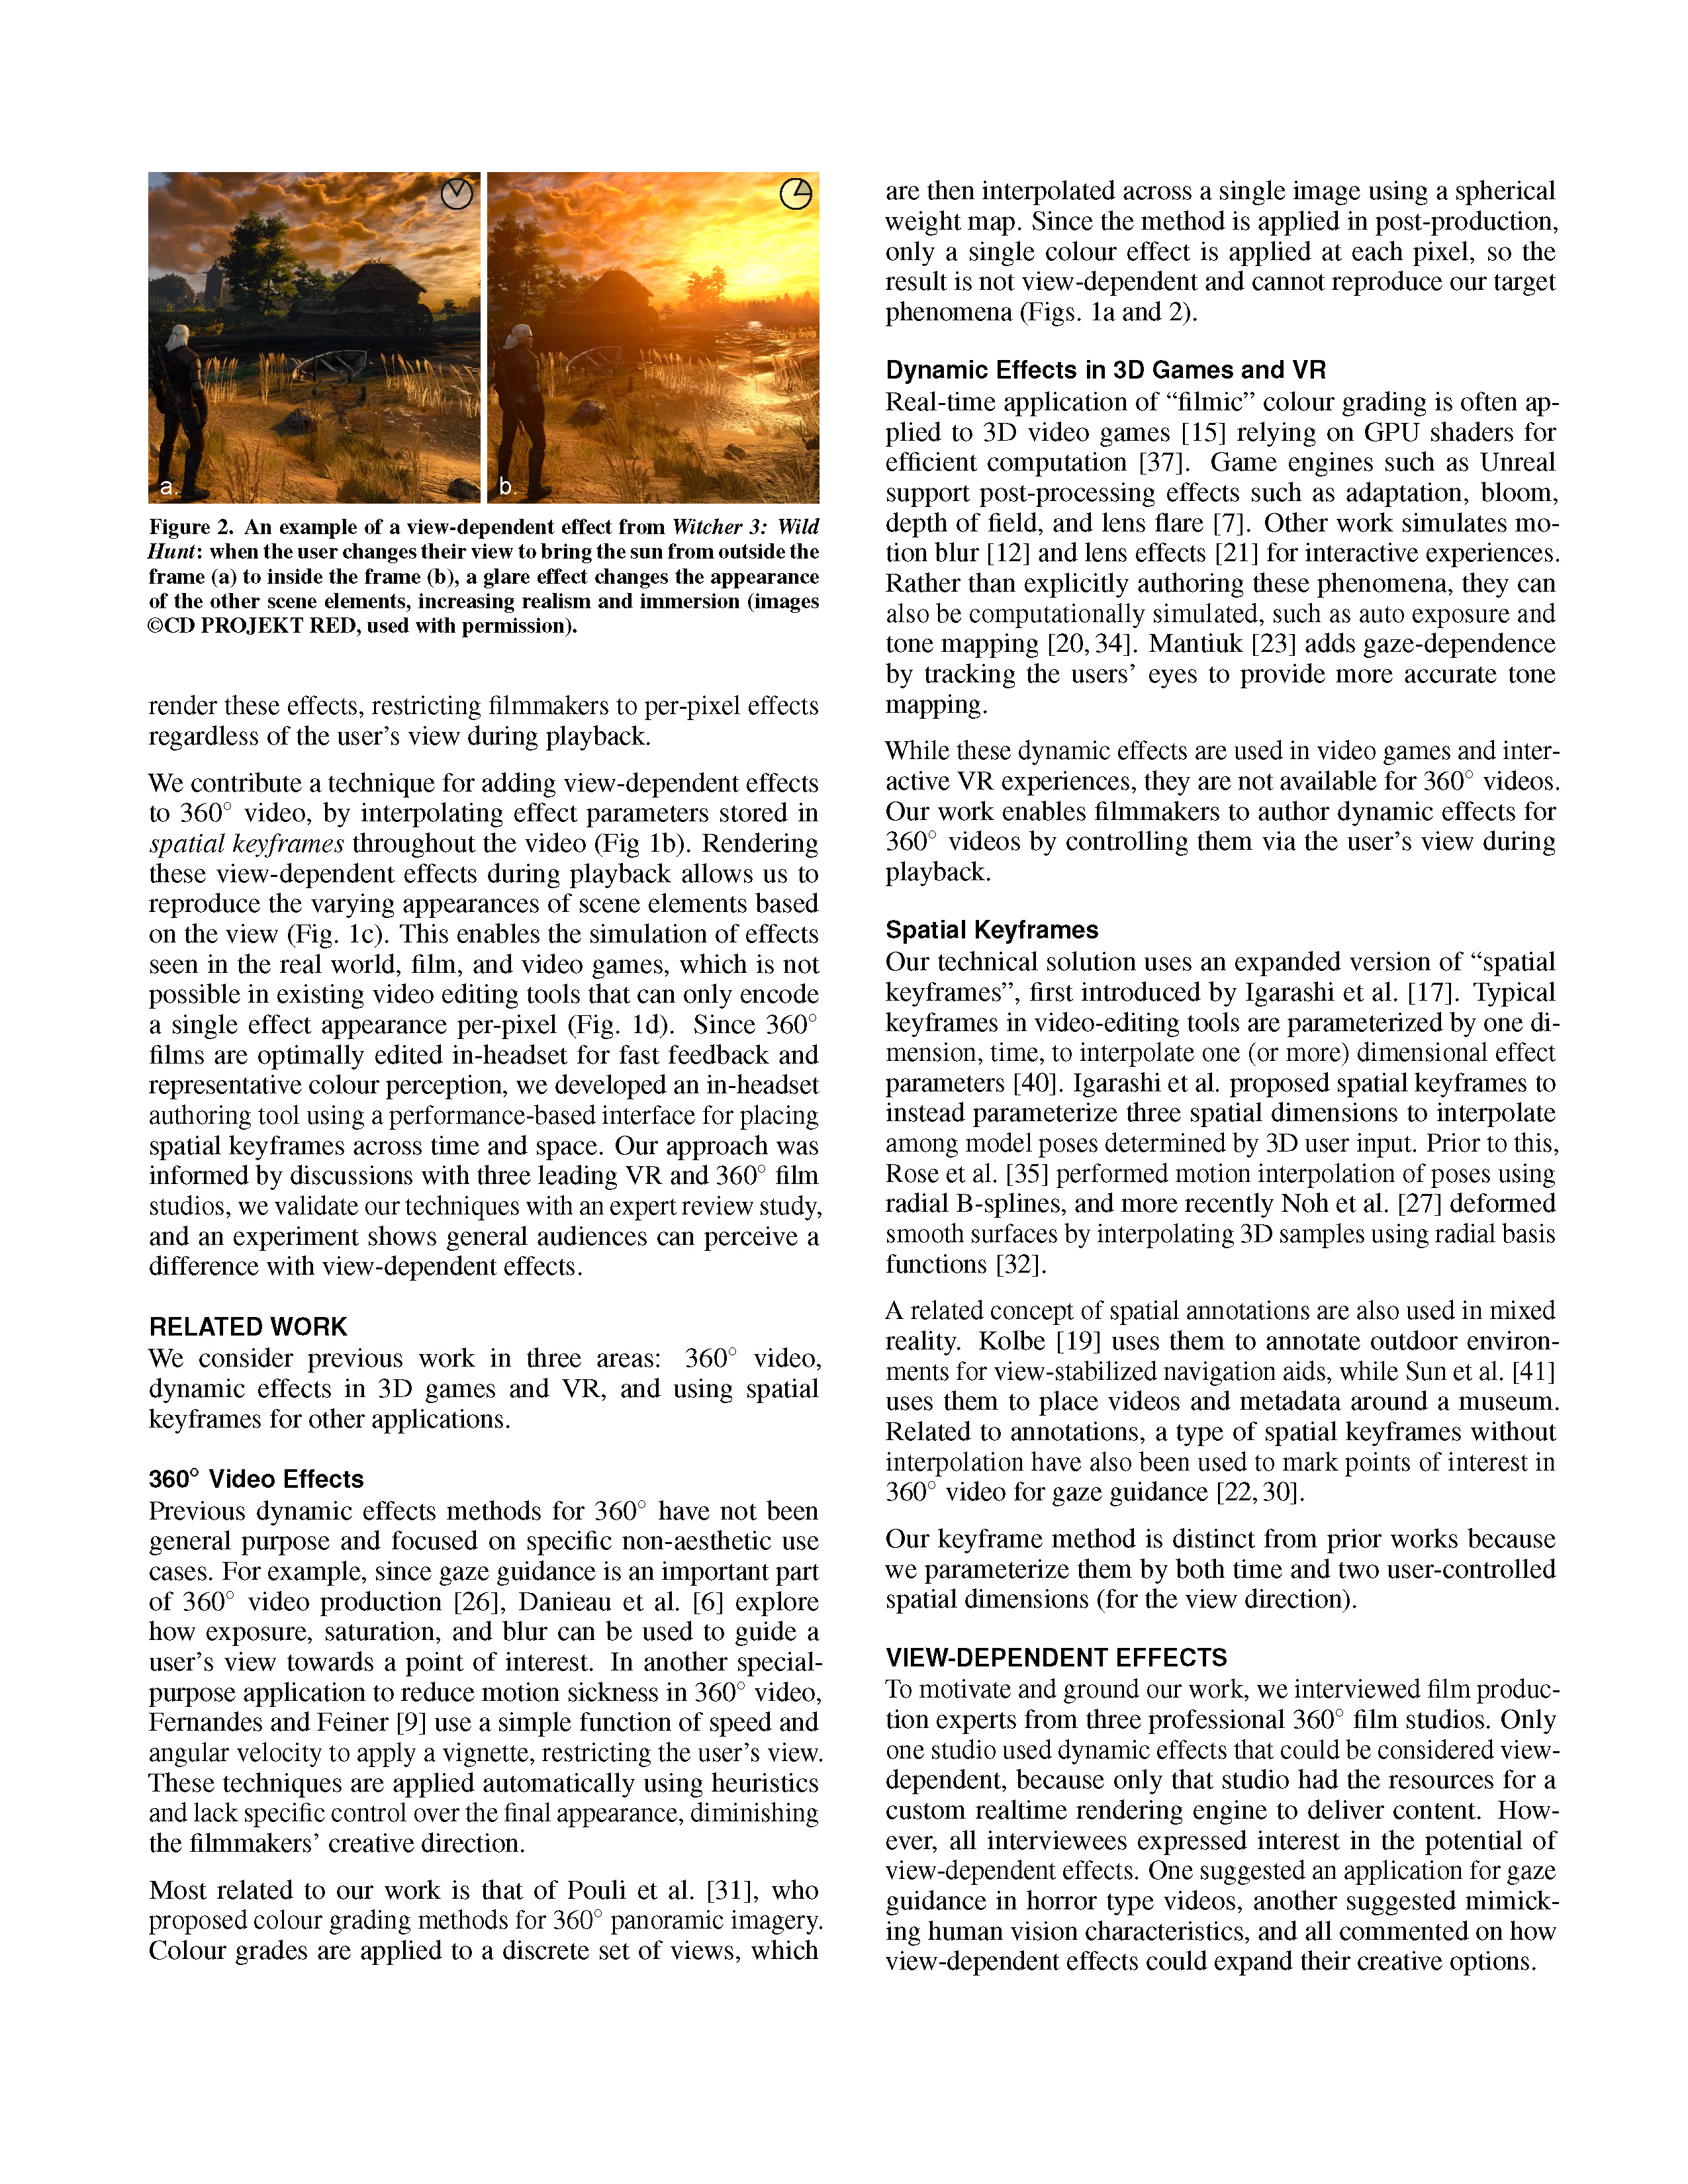 a.
b.
Figure 2. An example of a view-dependent effect from Witcher 3: Wild
Hunt: when the user changes their view to bring the sun from outside the
frame (a) to inside the frame (b), a glare effect changes the appearance
of the other scene elements, increasing realism and immersion (images
©CD PROJEKT RED, used with permission).
render these effects, restricting filmmakers to per-pixel effects
regardless of the user's view during playback.
We contribute a technique for adding view-dependent effects
to 360° video, by interpolating effect parameters stored in
spatial keyframes throughout the video (Fig 1b). Rendering
these view-dependent effects during playback allows us to
reproduce the varying appearances of scene elements based
on the view (Fig. 1c). This enables the simulation of effects
seen in the real world, film, and video games, which is not
possible in existing video editing tools that can only encode
a single effect appearance per-pixel (Fig. 1d). Since 360°
films are optimally edited in-headset for fast feedback and
representative colour perception, we developed an in-headset
authoring tool using a performance-based interface for placing
spatial keyframes across time and space. Our approach was
informed by discussions with three leading VR and 360° film
studios, we validate our techniques with an expert review study,
and an experiment shows general audiences can perceive a
difference with view-dependent effects.
RELATED WORK
We consider previous work in three areas: 360° video,
dynamic effects in 3D games and VR, and using spatial
keyframes for other applications.
360° Video Effects
Previous dynamic effects methods for 360° have not been
general purpose and focused on specific non-aesthetic use
cases. For example, since gaze guidance is an important part
of 360° video production [26], Danieau et al. [6] explore
how exposure, saturation, and blur can be used to guide a
user's view towards a point of interest. In another special-
purpose application to reduce motion sickness in 360° video,
Fernandes and Feiner [9] use a simple function of speed and
angular velocity to apply a vignette, restricting the user's view.
These techniques are applied automatically using heuristics
and lack specific control over the final appearance, diminishing
the filmmakers' creative direction.
Most related to our work is that of Pouli et al. [31], who
proposed colour grading methods for 360° panoramic imagery.
Colour grades are applied to a discrete set of views, which
are then interpolated across a single image using a spherical
weight map. Since the method is applied in post-production,
only a single colour effect is applied at each pixel, so the
result is not view-dependent and cannot reproduce our target
phenomena (Figs. 1a and 2).
Dynamic Effects in 3D Games and VR
Real-time application of “filmic” colour grading is often ap-
plied to 3D video games [15] relying on GPU shaders for
efficient computation [37]. Game engines such as Unreal
support post-processing effects such as adaptation, bloom,
depth of field, and lens flare [7]. Other work simulates mo-
tion blur [12] and lens effects [21] for interactive experiences.
Rather than explicitly authoring these phenomena, they can
also be computationally simulated, such as auto exposure and
tone mapping [20, 34]. Mantiuk [23] adds gaze-dependence
by tracking the users' eyes to provide more accurate tone
mapping.
While these dynamic effects are used in video games and inter-
active VR experiences, they are not available for 360° videos.
Our work enables filmmakers to author dynamic effects for
360° videos by controlling them via the user's view during
playback.
Spatial Keyframes
Our technical solution uses an expanded version of “spatial
keyframes”, first introduced by Igarashi et al. [17]. Typical
keyframes in video-editing tools are parameterized by one di-
mension, time, to interpolate one (or more) dimensional effect
parameters [40]. Igarashi et al. proposed spatial keyframes to
instead parameterize three spatial dimensions to interpolate
among model poses determined by 3D user input. Prior to this,
Rose et al. [35] performed motion interpolation of poses using
radial B-splines, and more recently Noh et al. [27] deformed
smooth surfaces by interpolating 3D samples using radial basis
functions [32].
A related concept of spatial annotations are also used in mixed
reality. Kolbe [19] uses them to annotate outdoor environ-
ments for view-stabilized navigation aids, while Sun et al. [41]
uses them to place videos and metadata around a museum.
Related to annotations, a type of spatial keyframes without
interpolation have also been used to mark points of interest in
360° video for gaze guidance [22, 30].
Our keyframe method is distinct from prior works because
we parameterize them by both time and two user-controlled
spatial dimensions (for the view direction).
VIEW-DEPENDENT EFFECTS
To motivate and ground our work, we interviewed film produc-
tion experts from three professional 360° film studios. Only
one studio used dynamic effects that could be considered view-
dependent, because only that studio had the resources for a
custom realtime rendering engine to deliver content. How-
ever, all interviewees expressed interest in the potential of
view-dependent effects. One suggested an application for gaze
guidance in horror type videos, another suggested mimick-
ing human vision characteristics, and all commented on how
view-dependent effects could expand their creative options.